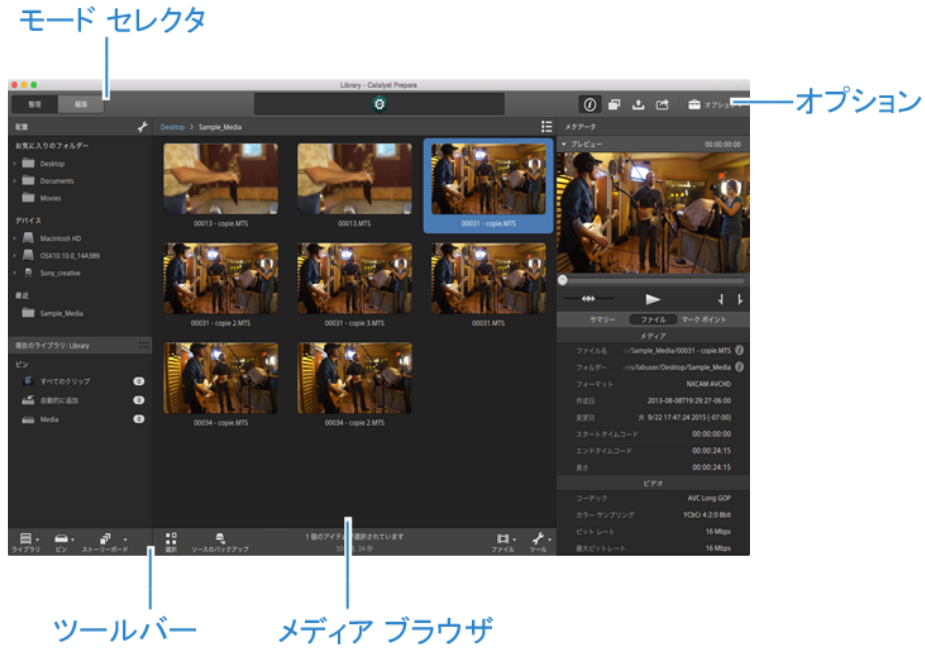 モード セレクタ
Library - Catalyst Prepare
整理 編集
オプション
オプション
配置
Desktop > Sample_Media
メタデータ
お気に入りのフォルダー
プレビュー 00:00:00:00
Desktop
Documents
Movies
00013 - copie.MTS 00013.MTS 00031 - copie.MTS
デバイス
Macintosh HD
OSX10.10.0_14A389
Sony_creative
最近
Sample_Media
00031 - copie 2.MTS 00031 - copie 3.MTS 00031.MTS
サマリー ファイル マーク ポイント
メディア
現在のライブラリ: Library
ファイル名 /Sample_Media/00031 - copie.MTS
ピン
フォルダー /labuser/Desktop/Sample_Media
すべてのクリップ 0
フォーマット NXCAM AVCHD
自動的に追加 0
作成日 2013-08-08T19:29:27-06:00
Media 0
変更日 火 9/22 17:47:24 2015 (-07:00)
00034 - copie.MTS 00034 - copie 2.MTS
スタートタイムコード 00:00:00:00
エンドタイムコード 00:00:24:15
長さ 00:00:24:15
ビデオ
コーデック AVC Long GOP
カラー サンプリング YCbCr 4:2:0 8bit
ビット レート 16 Mbps
最大ビットレート 16 Mbps
1 個のアイテムが選択されています
24 秒
ライブラリ ピン ストーリーボード 選択 ソースのバックアップ ファイル ツール
ツールバー
メディア ブラウザ